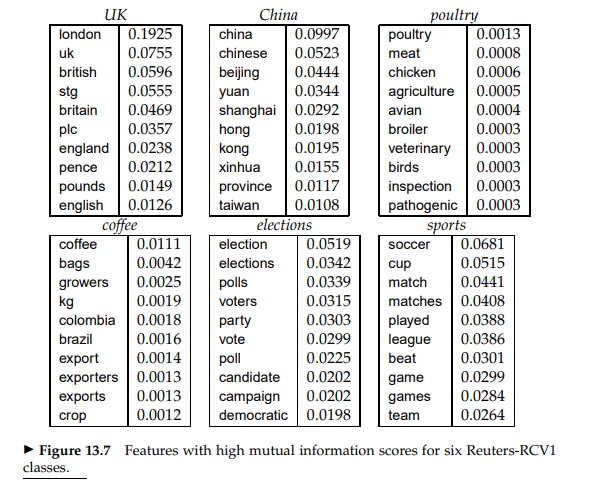 UK China poultry
london 0.1925 china 0.0997 poultry 0.0013
uk 0.0755 chinese 0.0523 meat 0.0008
british 0.0596 beijing 0.0444 chicken 0.0006
stg 0.0555 yuan 0.0344 agriculture 0.0005
britain 0.0469 shanghai 0.0292 avian 0.0004
plc 0.0357 hong 0.0198 broiler 0.0003
england 0.0238 kong 0.0195 veterinary 0.0003
pence 0.0212 xinhua 0.0155 birds 0.0003
pounds 0.0149 province 0.0117 inspection 0.0003
english 0.0126 taiwan 0.0108 pathogenic 0.0003
coffee elections sports
coffee 0.0111 election 0.0519 soccer 0.0681
bags 0.0042 elections 0.0342 cup 0.0515
growers 0.0025 polls 0.0339 match 0.0441
kg 0.0019 voters 0.0315 matches 0.0408
colombia 0.0018 party 0.0303 played 0.0388
brazil 0.0016 vote 0.0299 league 0.0386
export 0.0014 poll 0.0225 beat 0.0301
exporters 0.0013 candidate 0.0202 game 0.0299
exports 0.0013 campaign 0.0202 games 0.0284
crop 0.0012 democratic 0.0198 team 0.0264
► Figure 13.7 Features with high mutual information scores for six Reuters-RCV1
classes.